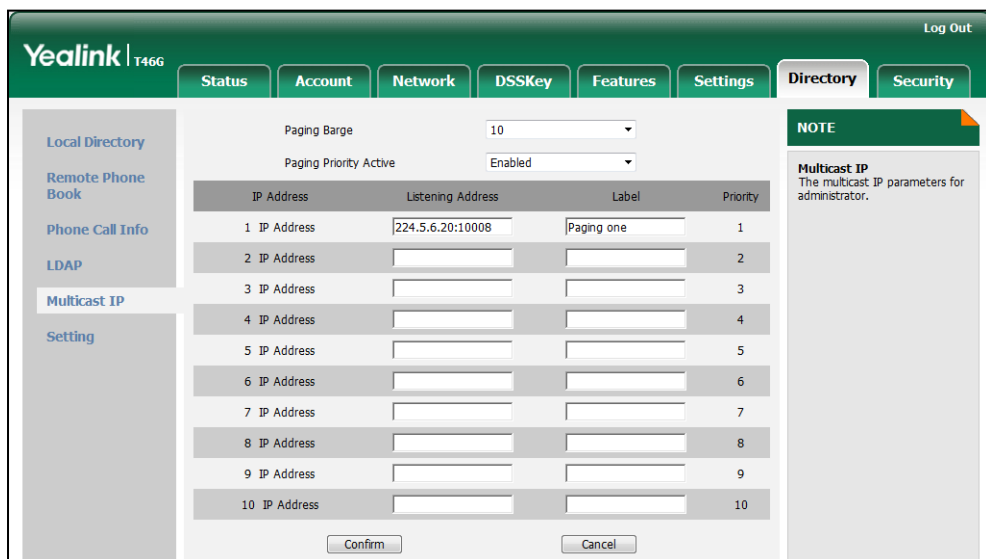 Log Out
Yealink T46G
Status Account Network DSSKey Features Settings Directory Security
Local Directory
Remote Phone
Book
Phone Call Info
LDAP
Multicast IP
Setting
Paging Barge 10
Paging Priority Active Enabled
IP Address Listening Address Label Priority
1 IP Address 224.5.6.20:10008 Paging one 1
2 IP Address 2
3 IP Address 3
4 IP Address 4
5 IP Address 5
6 IP Address 6
7 IP Address 7
8 IP Address 8
9 IP Address 9
10 IP Address 10
Confirm Cancel
NOTE
Multicast IP
The multicast IP parameters for
administrator.